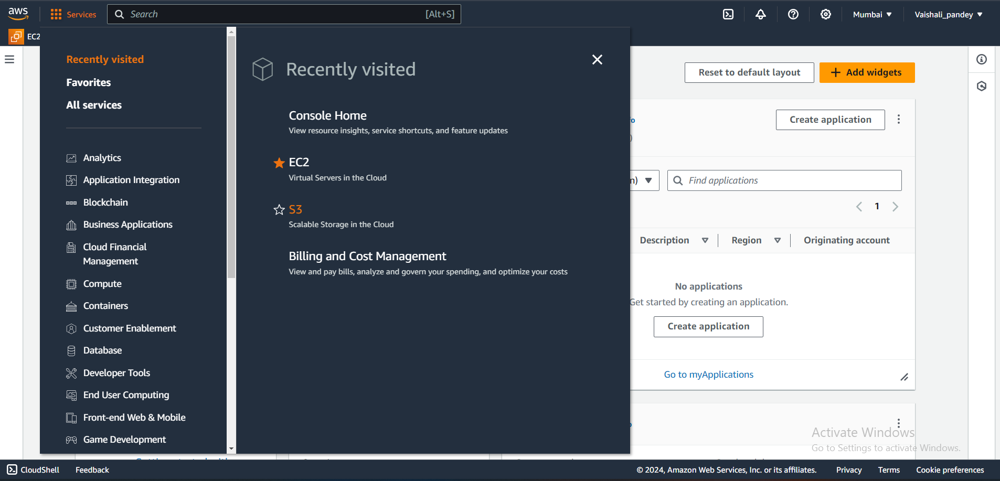 aws
Services
Search
[Alt+S]
Mumbai
Vaishali_pandey
EC2
Recently visited
Favorites
All services
Analytics
Application Integration
Blockchain
Business Applications
Cloud Financial
Management
Compute
Containers
Customer Enablement
Database
Developer Tools
End User Computing
Front-end Web & Mobile
Game Development
Recently visited
Console Home
View resource insights, service shortcuts, and feature updates
EC2
Virtual Servers in the Cloud
S3
Scalable Storage in the Cloud
Billing and Cost Management
View and pay bills, analyze and govern your spending, and optimize your costs
Reset to default layout
Add widgets
Create application
Find applications
1
Description
Region
Originating account
No applications
Get started by creating an application.
Create application
Go to myApplications
Activate Windows
Go to Settings to activate Windows.
CloudShell
Feedback
© 2024, Amazon Web Services, Inc. or its affiliates.
Privacy
Terms
Cookie preferences